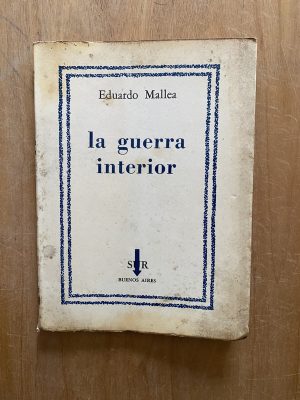 Eduardo Mallea
la guerra
interior
SUR
BUENOS AIRES